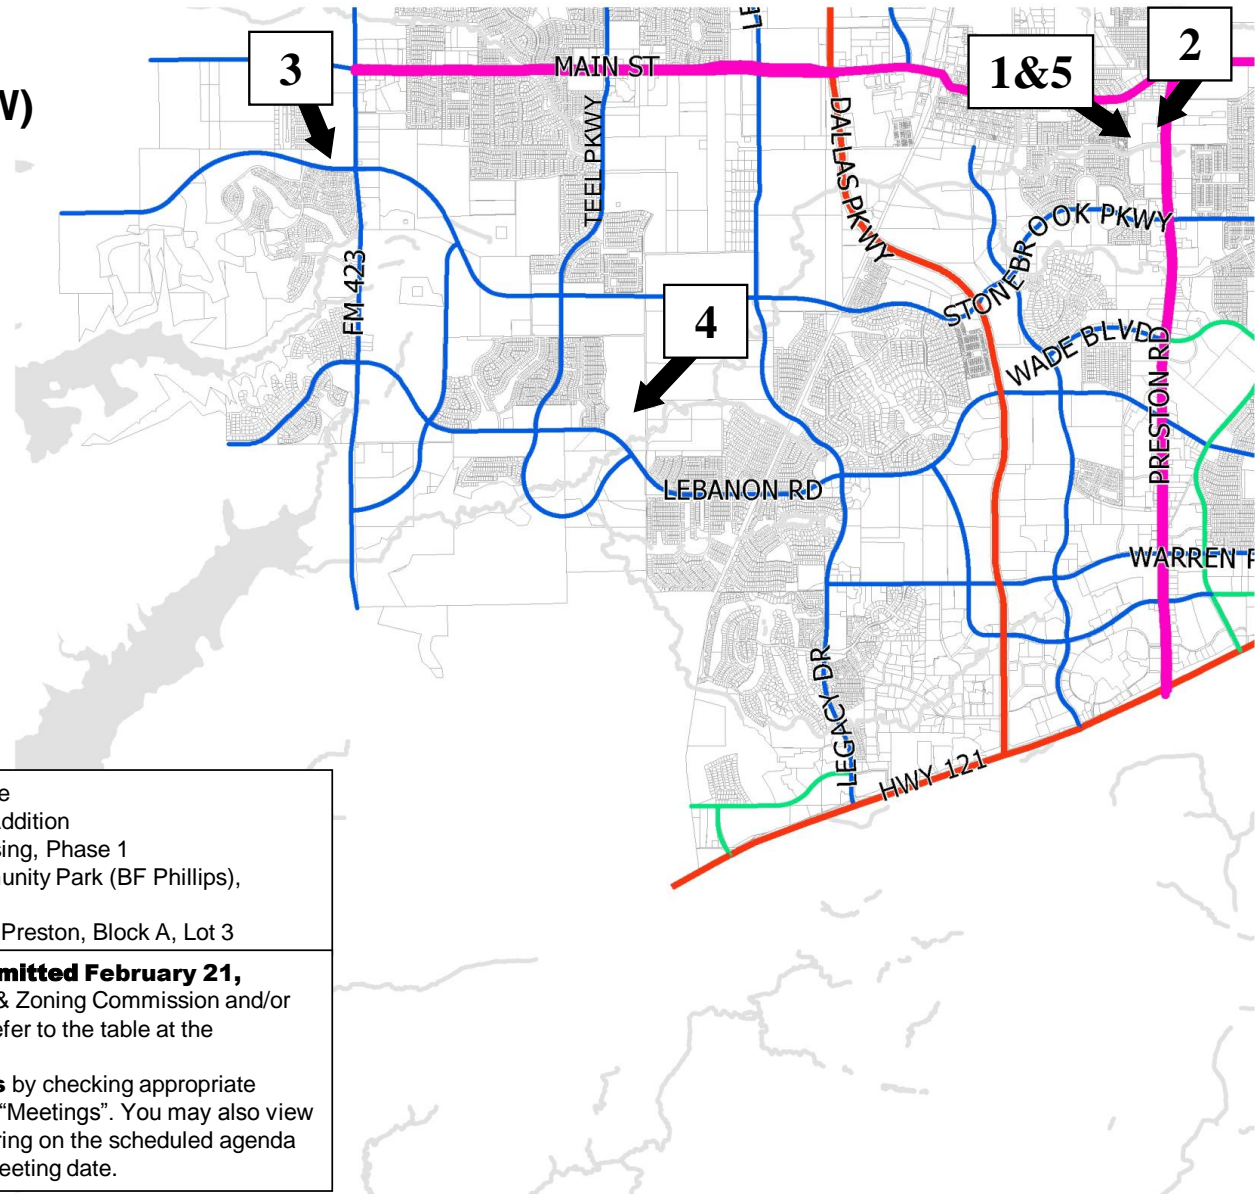 W)
3
1&5
2
MAIN ST
TEEL PKWY
DALLAS PKWY
STONEBROOK PKWY
FM 423
4
WADE BLVD
PRESTON RD
LEBANON RD
WARREN
LEGACY DR
HWY 121
LE
e
ddition
sing, Phase 1
unity Park (BF Phillips),
Preston, Block A, Lot 3
mitted February 21,
& Zoning Commission and/or
efer to the table at the
s by checking appropriate
“Meetings”. You may also view
ring on the scheduled agenda
eeting date.